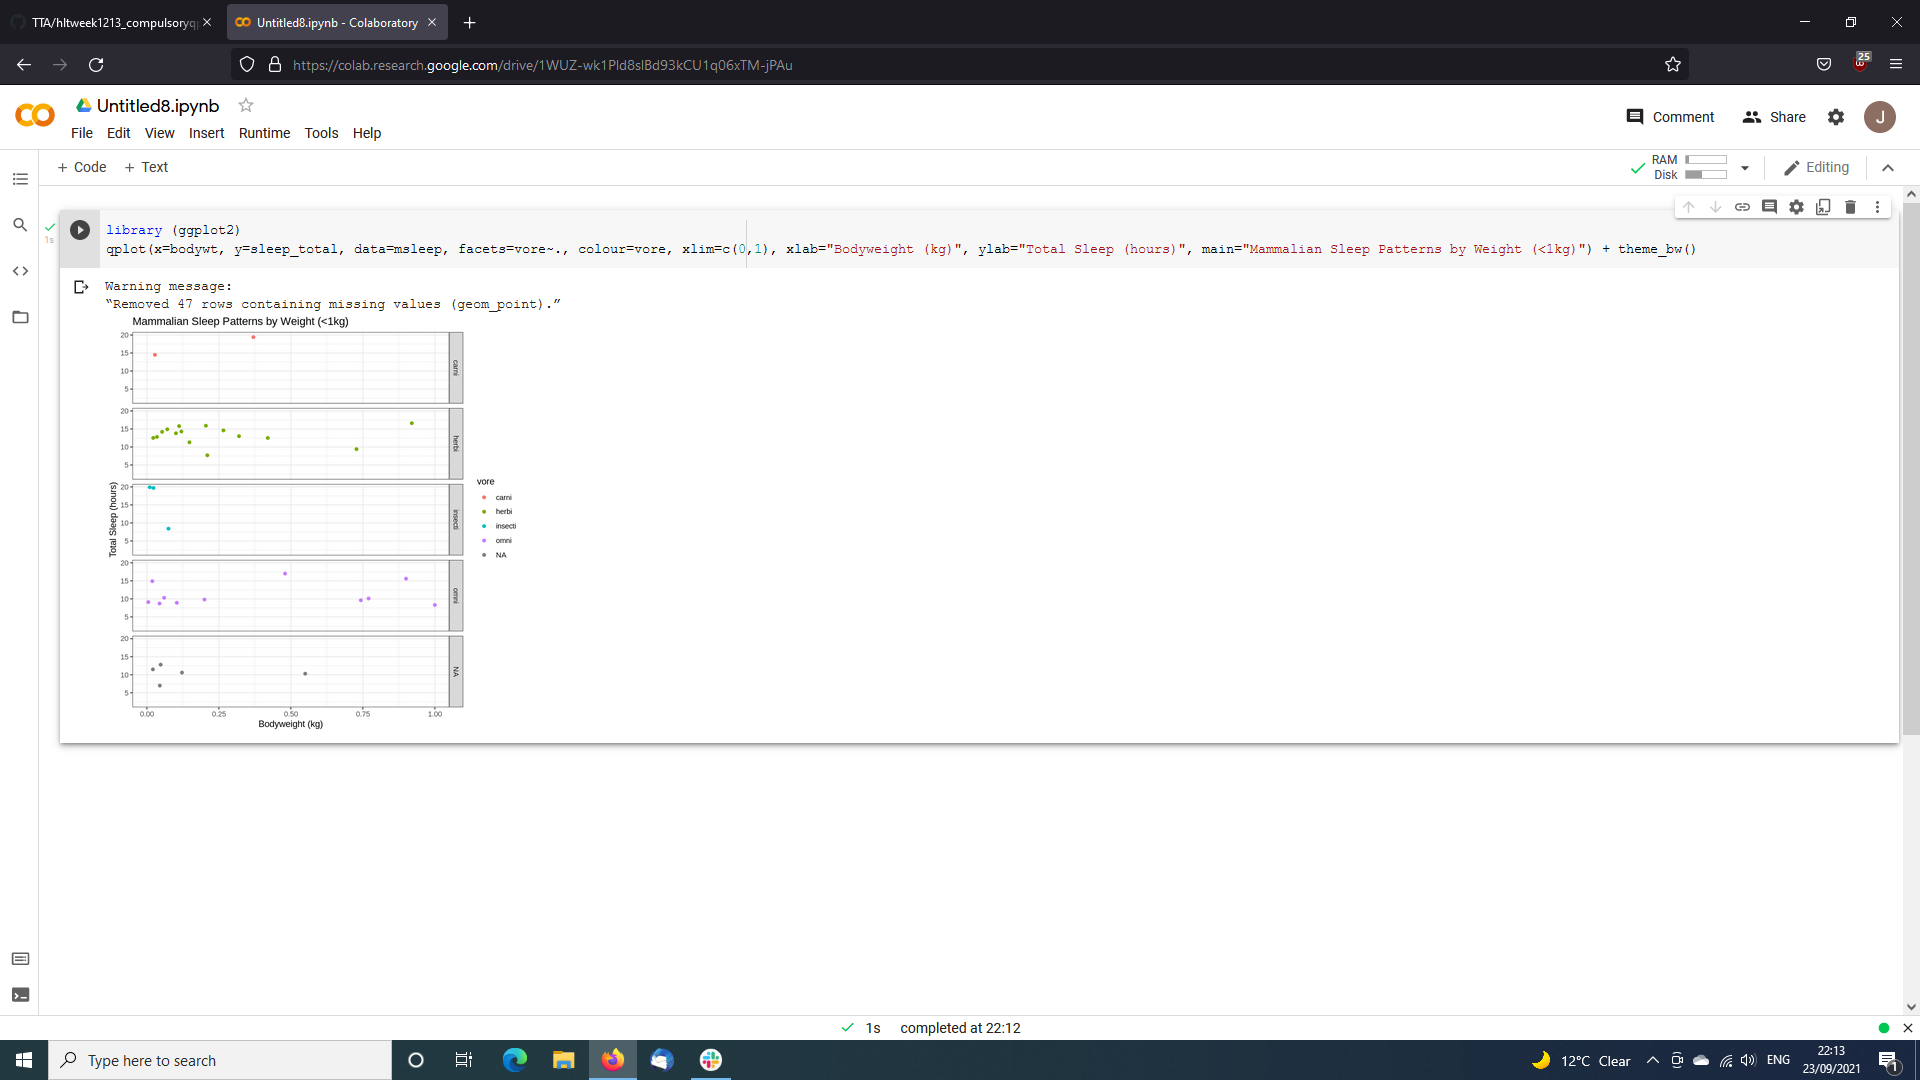 TTA/hltweek1213_compulsoryqp
Untitled8.ipynb - Colaboratory
https://colab.research.google.com/drive/1WUZ-wk1Pld8slBd93kCU1q06xTM-jPAu
25
Untitled8.ipynb
Comment
Share
J
File Edit View Insert Runtime Tools Help
+ Code + Text
RAM
Disk
Editing
1s
library (ggplot2)
qplot(x=bodywt, y=sleep_total, data=msleep, facets=vore~., colour=vore, xlim=c(0,1), xlab="Bodyweight (kg)", ylab="Total Sleep (hours)", main="Mammalian Sleep Patterns by Weight (<1kg)") + theme_bw()
Warning message:
“Removed 47 rows containing missing values (geom_point).”
Mammalian Sleep Patterns by Weight (<1kg)
20
15
10
5
carni
20
15
10
5
herbi
20
15
10
5
insecti
20
15
10
5
omni
20
15
10
5
NA
Total Sleep (hours)
0.00 0.25 0.50 0.75 1.00
Bodyweight (kg)
vore
carni
herbi
insecti
omni
NA
1s completed at 22:12
Type here to search
12°C Clear
ENG
22:13
23/09/2021
1